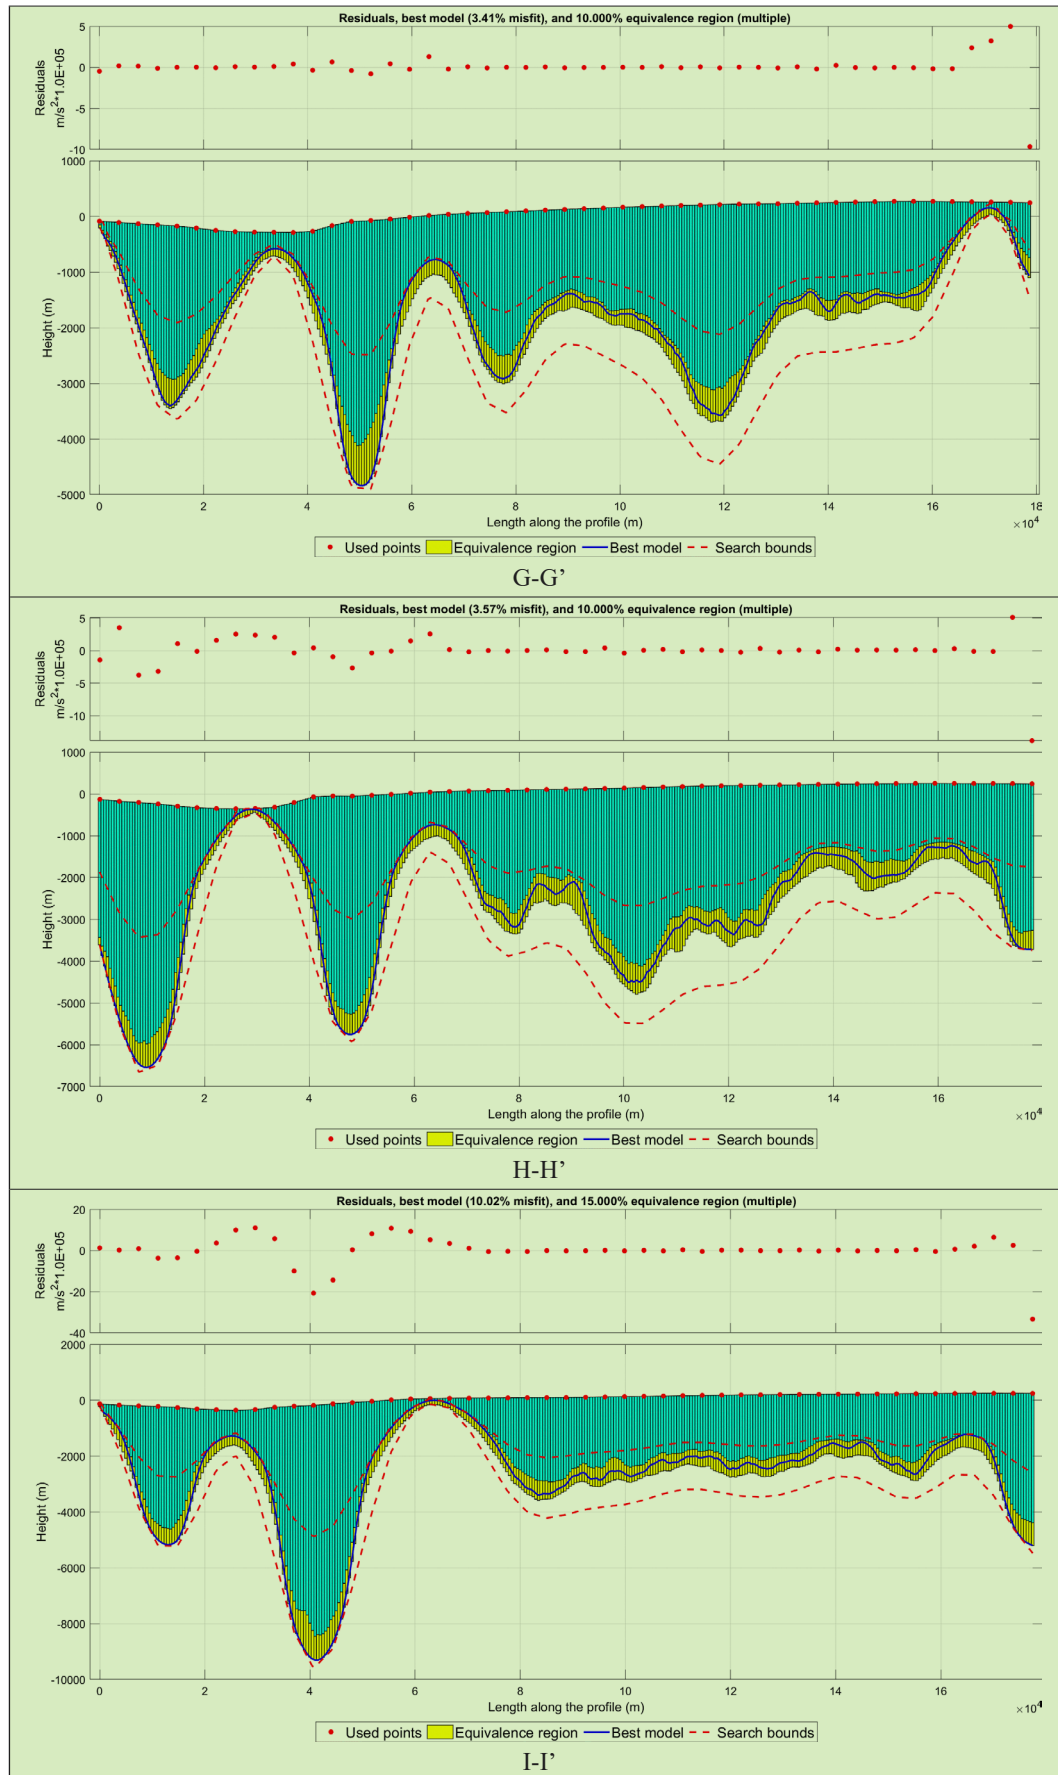 Residuals, best model (3.41% misfit), and 10.000% equivalence region (multiple)
Residuals
m/s²*1.0E+05
5
0
-5
-10
Height (m)
1000
0
-1000
-2000
-3000
-4000
-5000
0 2 4 6 8 10 12 14 16 18
Length along the profile (m)
×10⁴
Used points Equivalence region Best model Search bounds
G-G’
Residuals, best model (3.57% misfit), and 10.000% equivalence region (multiple)
Residuals
m/s²*1.0E+05
5
0
-5
-10
Height (m)
1000
0
-1000
-2000
-3000
-4000
-5000
-6000
-7000
0 2 4 6 8 10 12 14 16
Length along the profile (m)
×10⁴
Used points Equivalence region Best model Search bounds
H-H’
Residuals, best model (10.02% misfit), and 15.000% equivalence region (multiple)
Residuals
m/s²*1.0E+05
20
0
-20
-40
Height (m)
2000
0
-2000
-4000
-6000
-8000
-10000
0 2 4 6 8 10 12 14 16
Length along the profile (m)
×10⁴
Used points Equivalence region Best model Search bounds
I-I’